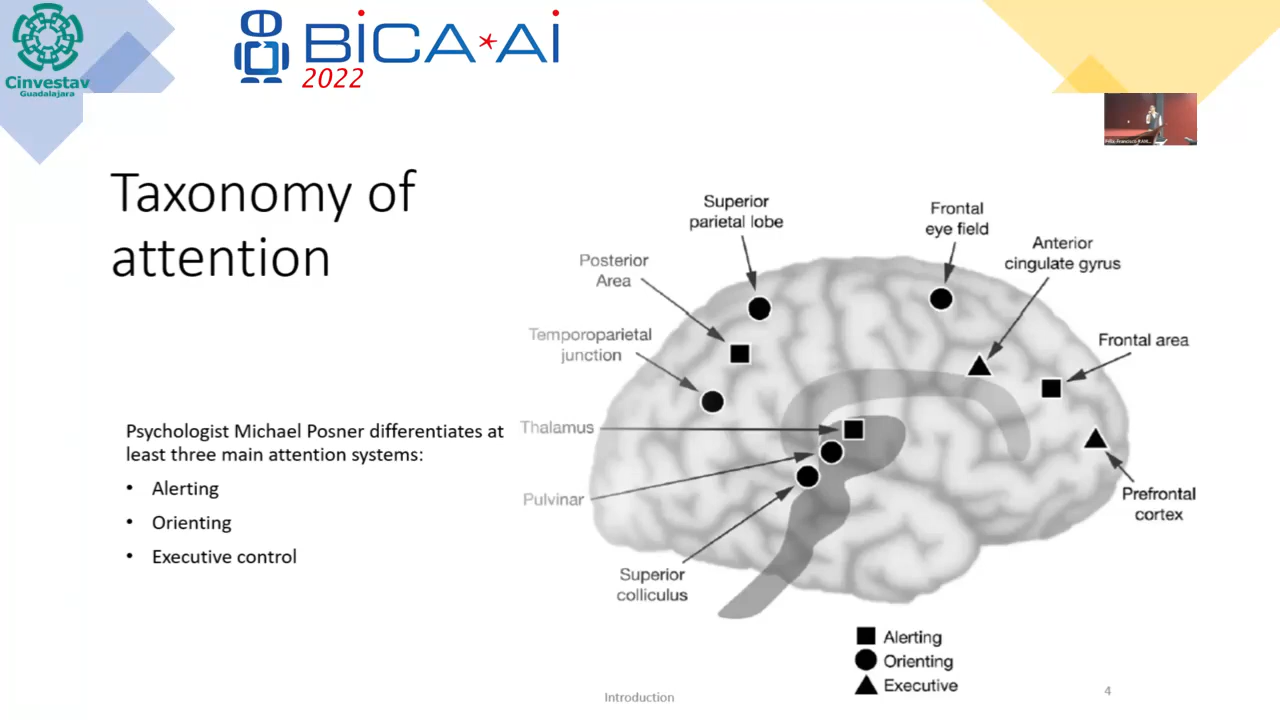 Cinvestav
Guadalajara
BiCA*Ai
2022
Taxonomy of
attention
Psychologist Michael Posner differentiates at
least three main attention systems:
• Alerting
• Orienting
• Executive control
Superior
parietal lobe
Frontal
eye field
Anterior
cingulate gyrus
Posterior
Area
Temporoparietal
junction
Frontal area
Thalamus
Pulvinar
Prefrontal
cortex
Superior
colliculus
Alerting
Orienting
Executive
Introduction
4